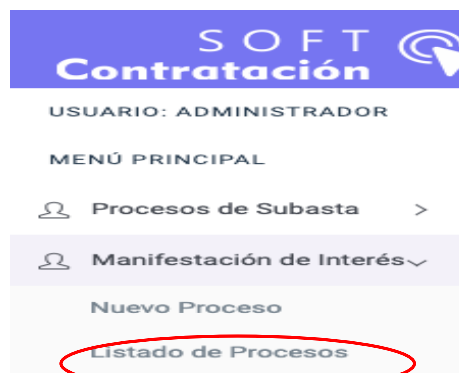 SOFT
Contratación
USUARIO: ADMINISTRADOR
MENÚ PRINCIPAL
Procesos de Subasta >
Manifestación de Interés
Nuevo Proceso
Listado de Procesos